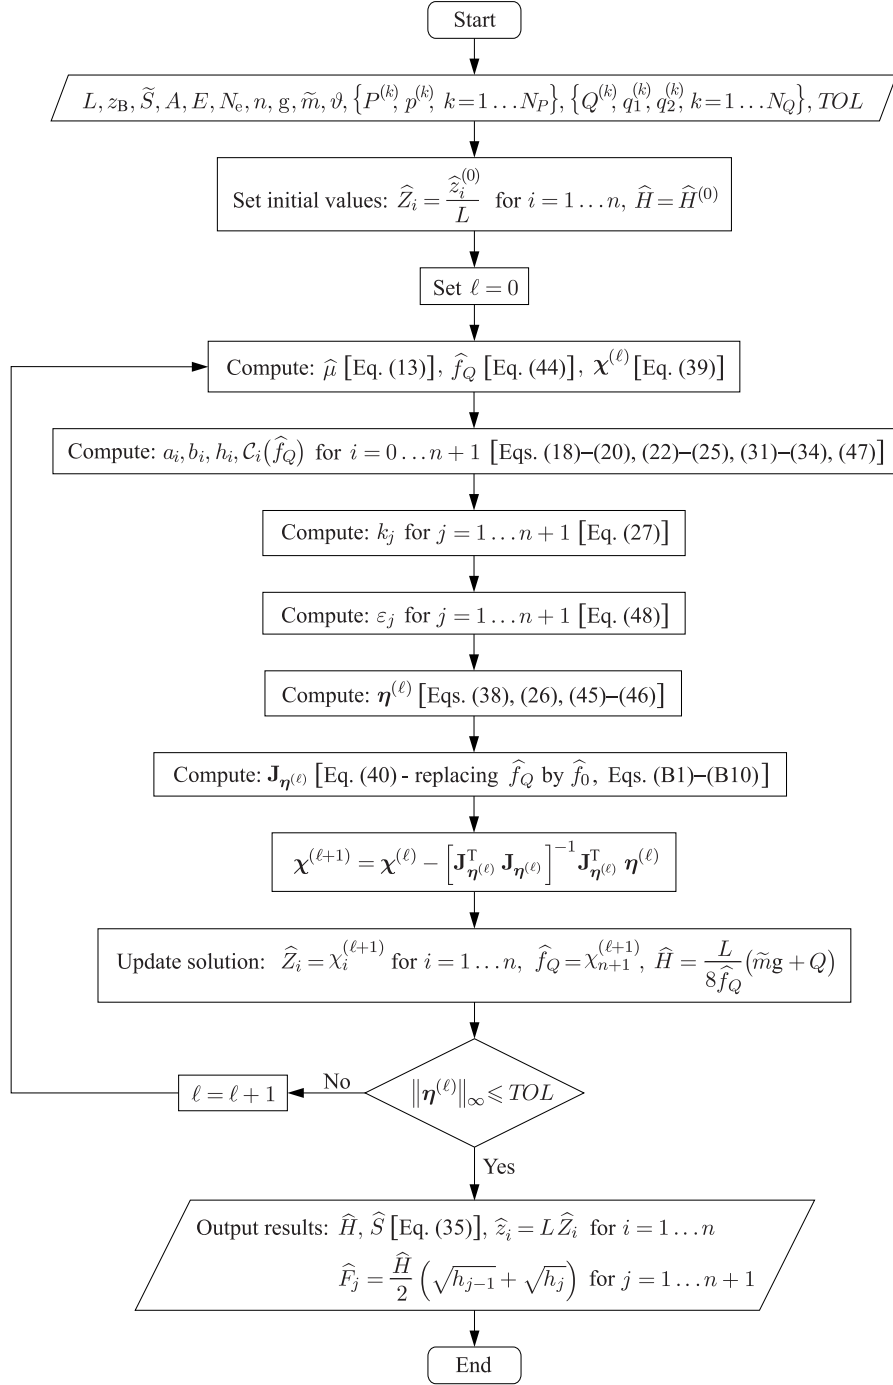 Start
L, z_B, S̃, A, E, N_e, n, g, m̃, ϑ, {P^(k), p^(k), k=1…N_P}, {Q^(k), q_1^(k), q_2^(k), k=1…N_Q}, TOL
Set initial values: Ẑ_i = ẑ_i^(0)/L for i = 1…n, Ĥ = Ĥ^(0)
Set ℓ = 0
Compute: μ̂ [Eq. (13)], f̂_Q [Eq. (44)], χ^(ℓ) [Eq. (39)]
Compute: a_i, b_i, h_i, C_i(f̂_Q) for i = 0…n+1 [Eqs. (18)–(20), (22)–(25), (31)–(34), (47)]
Compute: k_j for j = 1…n+1 [Eq. (27)]
Compute: ε_j for j = 1…n+1 [Eq. (48)]
Compute: η^(ℓ) [Eqs. (38), (26), (45)–(46)]
Compute: J_η^(ℓ) [Eq. (40) - replacing f̂_Q by f̂_0, Eqs. (B1)–(B10)]
χ^(ℓ+1) = χ^(ℓ) − [J^T_η^(ℓ) J_η^(ℓ)]^−1 J^T_η^(ℓ) η^(ℓ)
Update solution: Ẑ_i = χ_i^(ℓ+1) for i = 1…n, f̂_Q = χ_n+1^(ℓ+1), Ĥ = L/(8f̂_Q) (m̃g + Q)
ℓ = ℓ+1 No ‖η^(ℓ)‖_∞ ⩽ TOL
Yes
Output results: Ĥ, Ŝ [Eq. (35)], ẑ_i = LẐ_i for i = 1…n
F̂_j = Ĥ/2 (√h_j−1 + √h_j) for j = 1…n+1
End